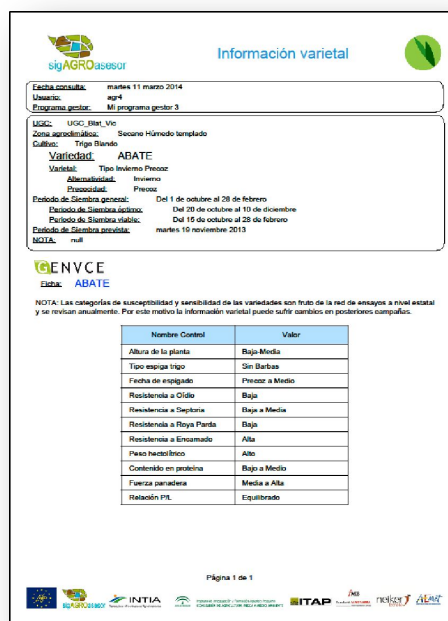 sigAGROasesor
Información varietal
Fecha consulta: martes 11 marzo 2014
Usuario: agr4
Programa gestor: Mi programa gestor 3
UGC: UGC_Blat_Vic
Zona agroclimática: Secano Húmedo templado
Cultivo: Trigo Blando
Variedad: ABATE
Varietal: Tipo Invierno Precoz
Alternatividad: Invierno
Precocidad: Precoz
Periodo de Siembra general: Del 1 de octubre al 28 de febrero
Periodo de Siembra óptimo: Del 20 de octubre al 10 de diciembre
Periodo de Siembra viable: Del 16 de octubre al 28 de febrero
Periodo de Siembra prevista: martes 19 noviembre 2013
NOTA: null
GENVCE
Ficha: ABATE
NOTA: Las categorías de susceptibilidad y sensibilidad de las variedades son fruto de la red de ensayos a nivel estatal
y se revisan anualmente. Por este motivo la información varietal puede sufrir cambios en posteriores campañas.
Nombre Control Valor
Altura de la planta Baja-Media
Tipo espiga trigo Sin Barbas
Fecha de espigado Precoz a Medio
Resistencia a Oídio Baja
Resistencia a Septoria Baja a Media
Resistencia a Roya Parda Baja
Resistencia a Encamado Alta
Peso hectolítrico Alto
Contenido en proteína Bajo a Medio
Fuerza panadera Media a Alta
Relación P/L Equilibrado
Página 1 de 1
sigAGROasesor INTIA ITAP neiker